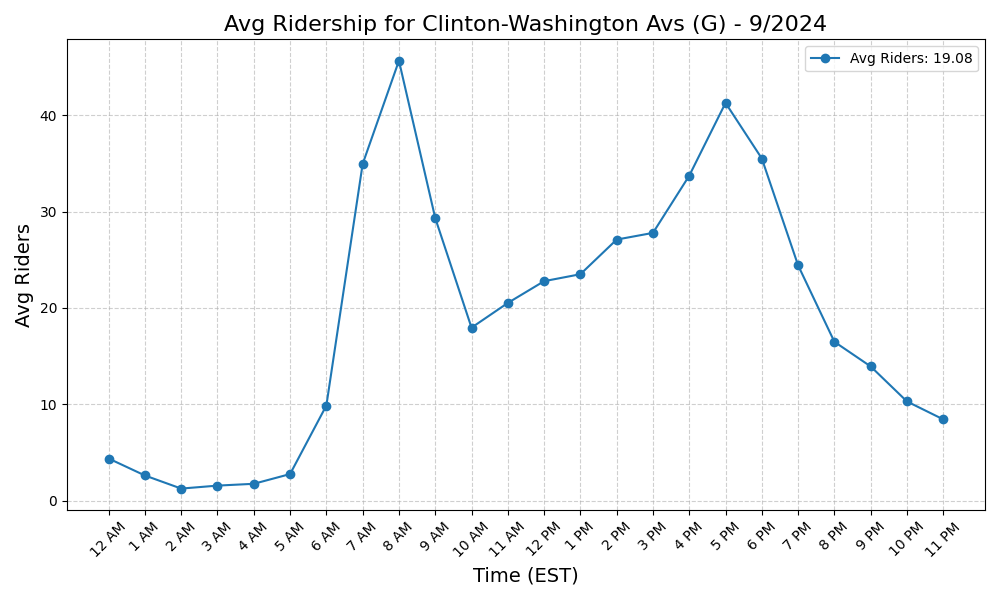 Avg Ridership for Clinton-Washington Avs (G) - 9/2024
Avg Riders: 19.08
Avg Riders
40
30
20
10
0
12 AM
1 AM
2 AM
3 AM
4 AM
5 AM
6 AM
7 AM
8 AM
9 AM
10 AM
11 AM
12 PM
1 PM
2 PM
3 PM
4 PM
5 PM
6 PM
7 PM
8 PM
9 PM
10 PM
11 PM
Time (EST)